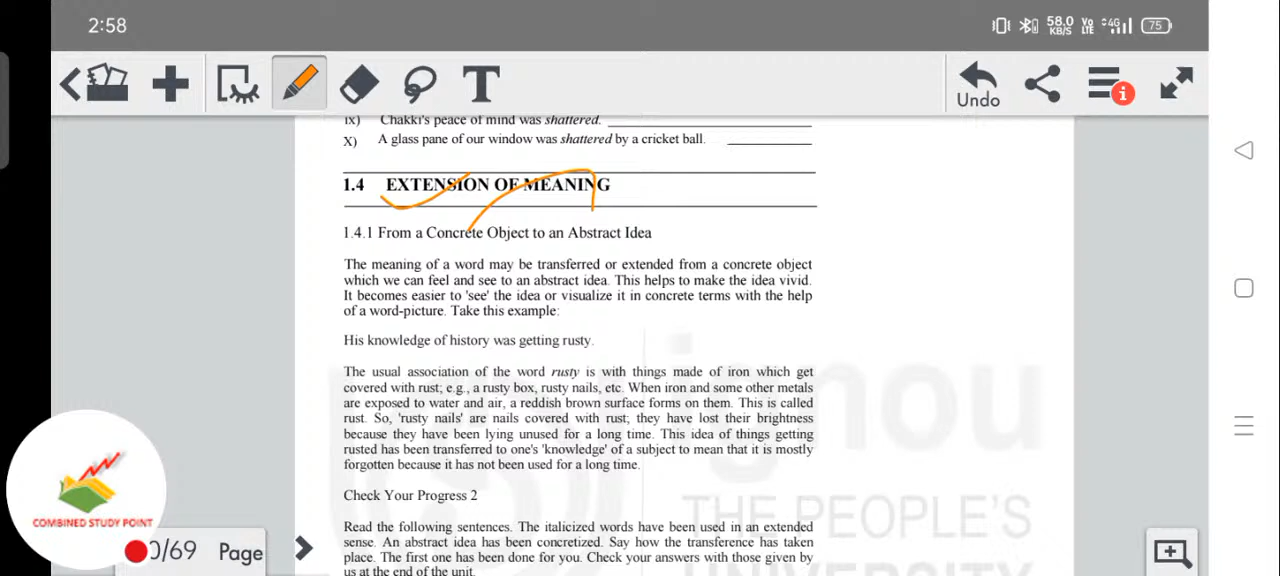 2:58
58.0 KB/S Vo LTE 4G 75
Undo
ix) Chakki's peace of mind was shattered.
X) A glass pane of our window was shattered by a cricket ball.
1.4 EXTENSION OF MEANING
1.4.1 From a Concrete Object to an Abstract Idea
The meaning of a word may be transferred or extended from a concrete object
which we can feel and see to an abstract idea. This helps to make the idea vivid.
It becomes easier to 'see' the idea or visualize it in concrete terms with the help
of a word-picture. Take this example:
His knowledge of history was getting rusty.
The usual association of the word rusty is with things made of iron which get
covered with rust; e.g., a rusty box, rusty nails, etc. When iron and some other metals
are exposed to water and air, a reddish brown surface forms on them. This is called
rust. So, 'rusty nails' are nails covered with rust; they have lost their brightness
because they have been lying unused for a long time. This idea of things getting
rusted has been transferred to one's 'knowledge' of a subject to mean that it is mostly
forgotten because it has not been used for a long time.
Check Your Progress 2
Read the following sentences. The italicized words have been used in an extended
sense. An abstract idea has been concretized. Say how the transference has taken
place. The first one has been done for you. Check your answers with those given by
us at the end of the unit.
ignou
THE PEOPLE'S
UNIVERSITY
COMBINED STUDY POINT
0/69 Page